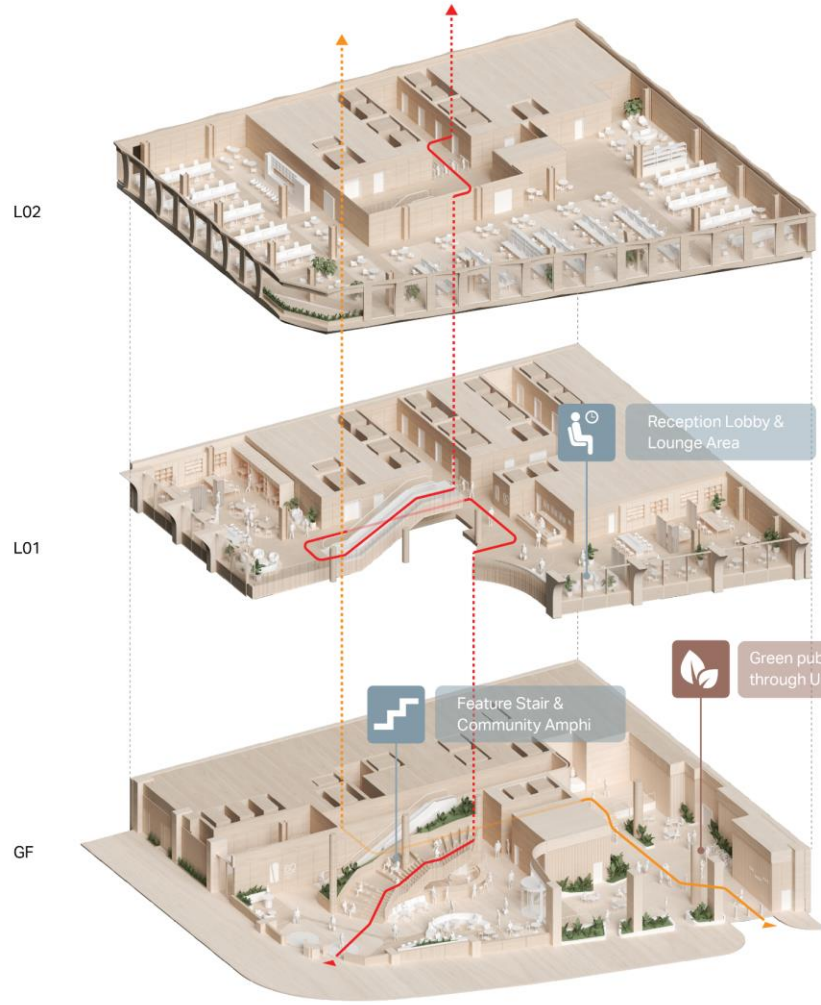 L02
Reception Lobby &
Lounge Area
L01
Green pub
through U
Feature Stair &
Community Amphi
GF